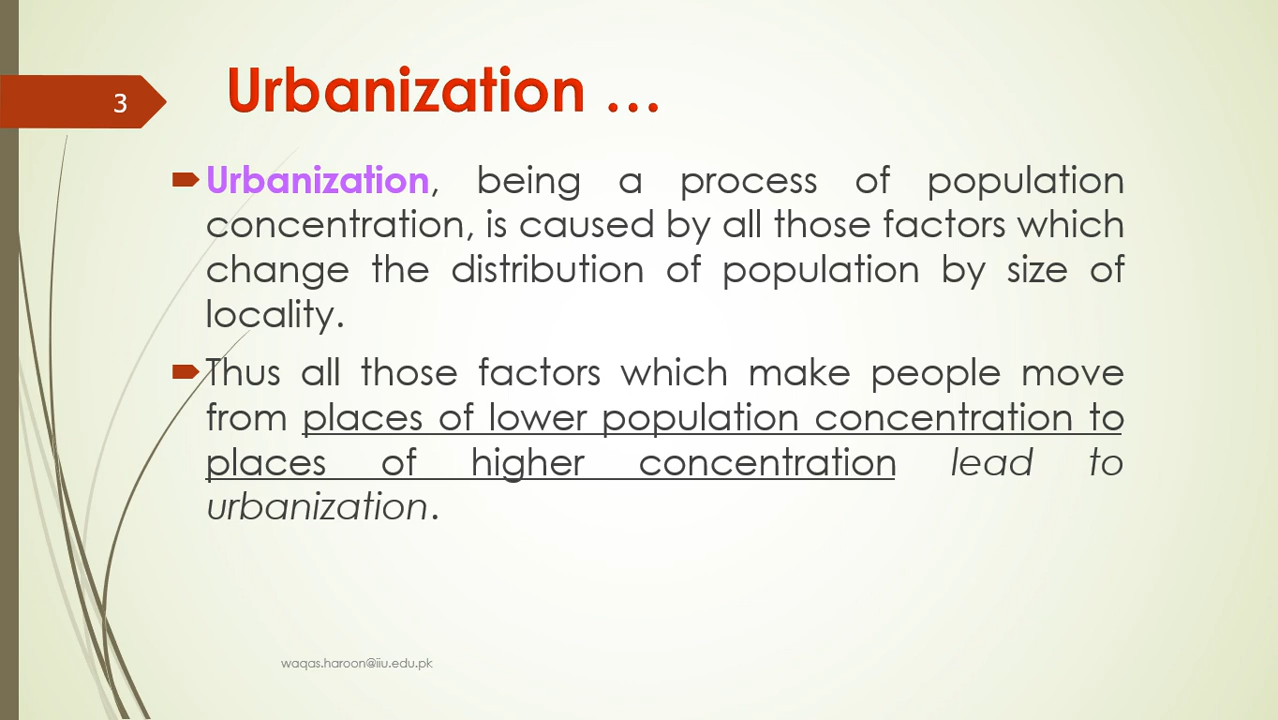 3
Urbanization ...
Urbanization, being a process of population
concentration, is caused by all those factors which
change the distribution of population by size of
locality.
Thus all those factors which make people move
from places of lower population concentration to
places of higher concentration lead to
urbanization.
waqas.haroon@iiu.edu.pk